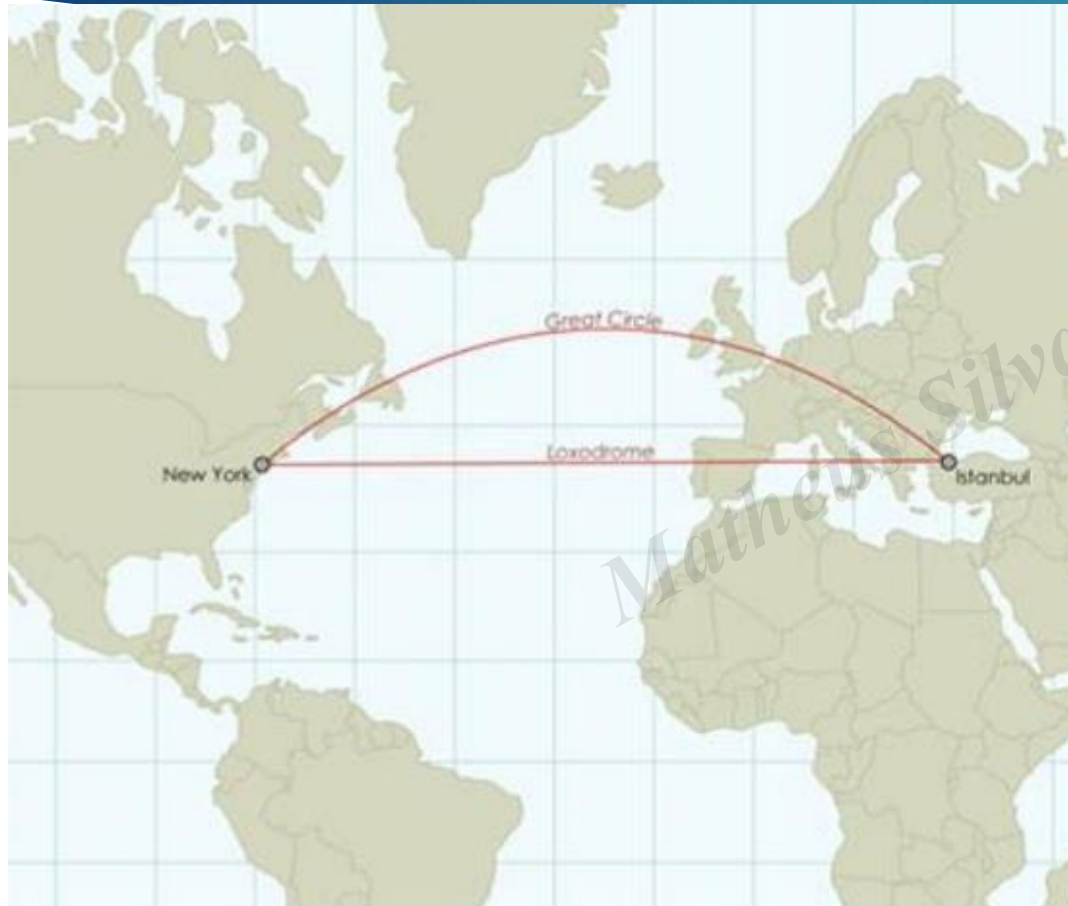 Great Circle
Loxodrome
New York
Istanbul
Matheus Silva